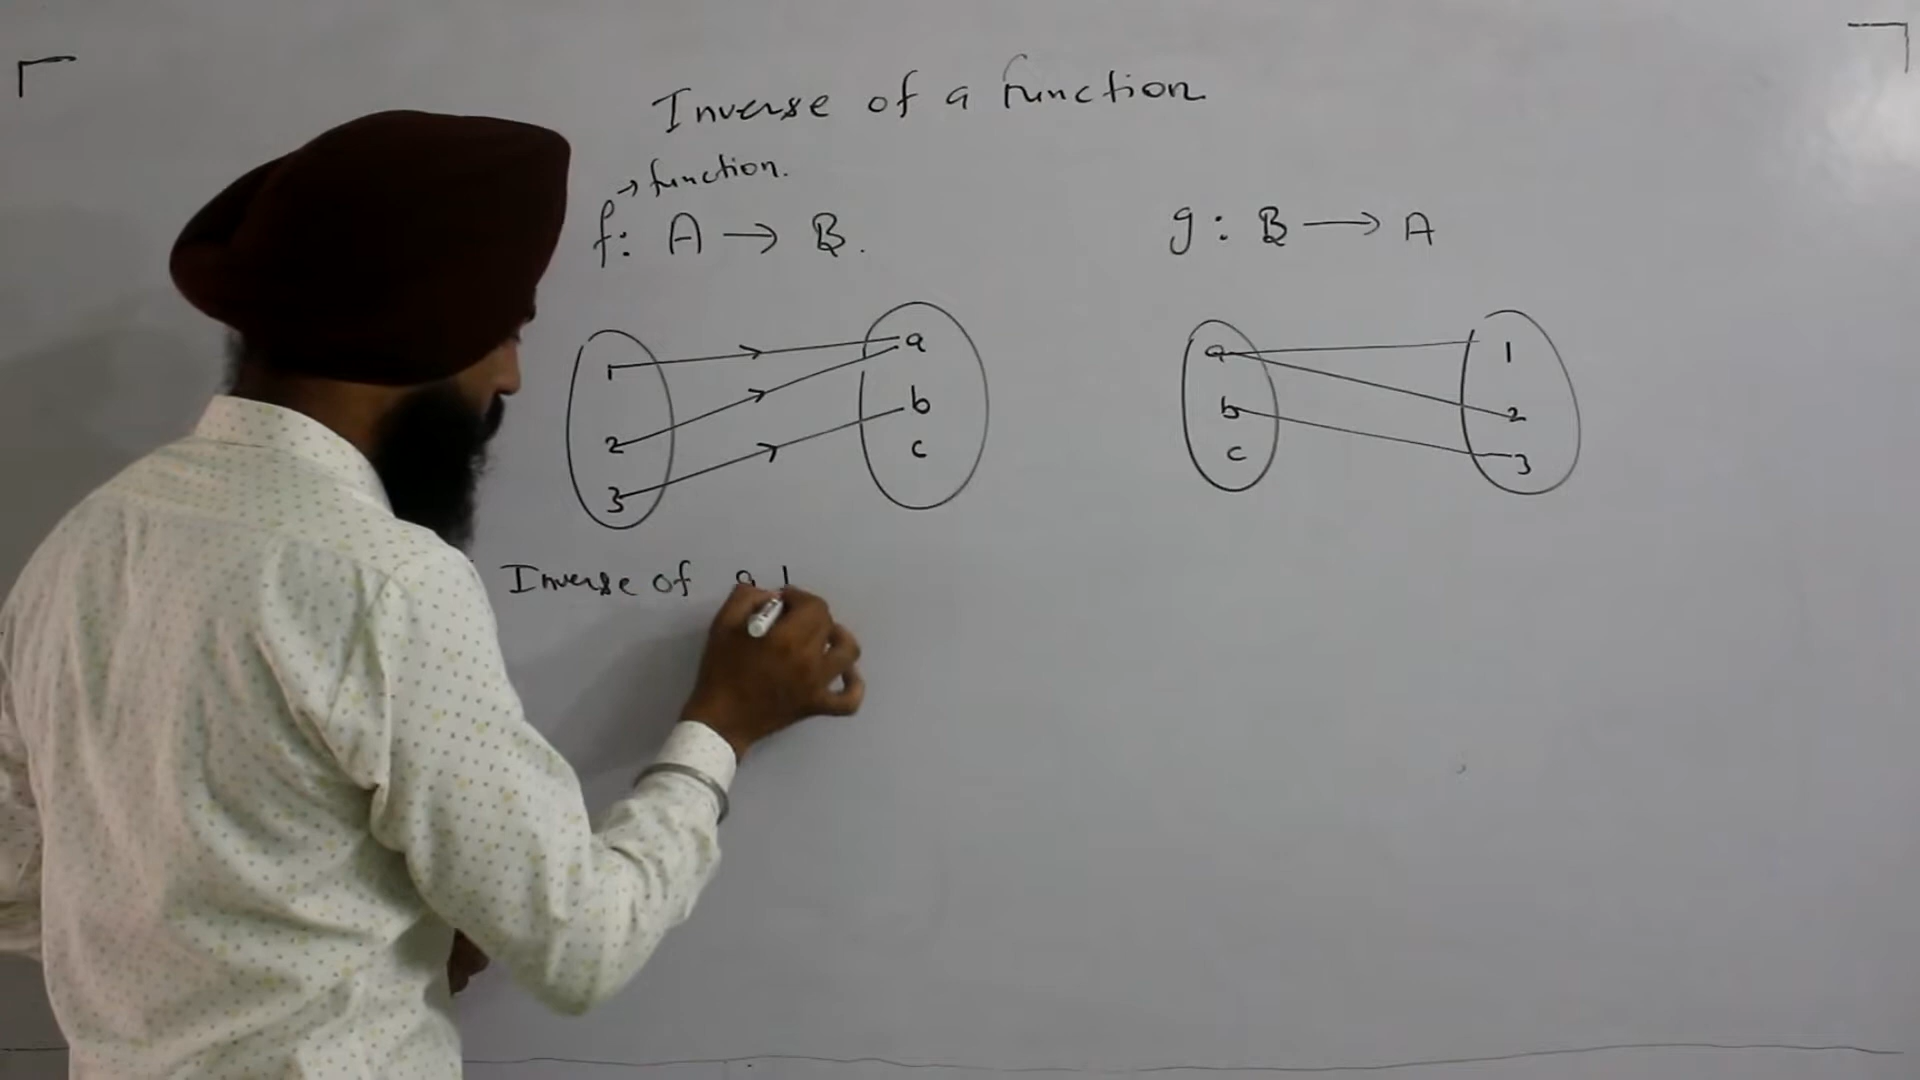 Inverse of a function
→ function.
f: A → B.
g: B → A
1
2
3
a
b
c
a
b
c
1
2
3
Inverse of a